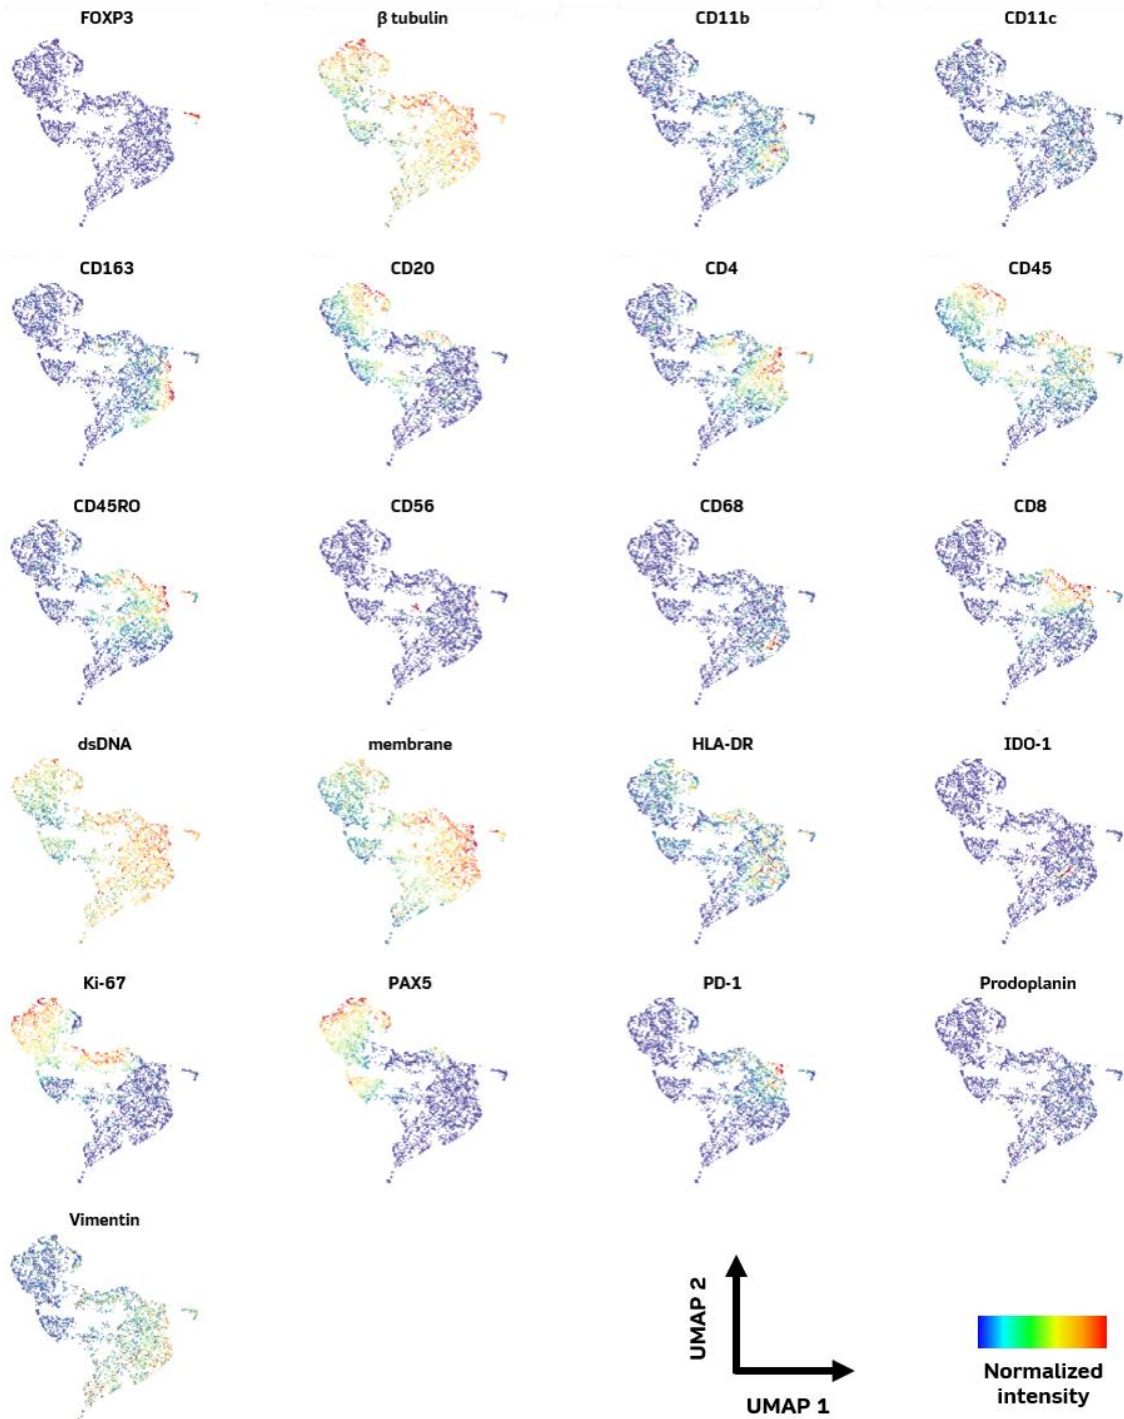 FOXP3
β tubulin
CD11b
CD11c
CD163
CD20
CD4
CD45
CD45RO
CD56
CD68
CD8
dsDNA
membrane
HLA-DR
IDO-1
Ki-67
PAX5
PD-1
Prodoplanin
Vimentin
UMAP 2
UMAP 1
Normalized
intensity